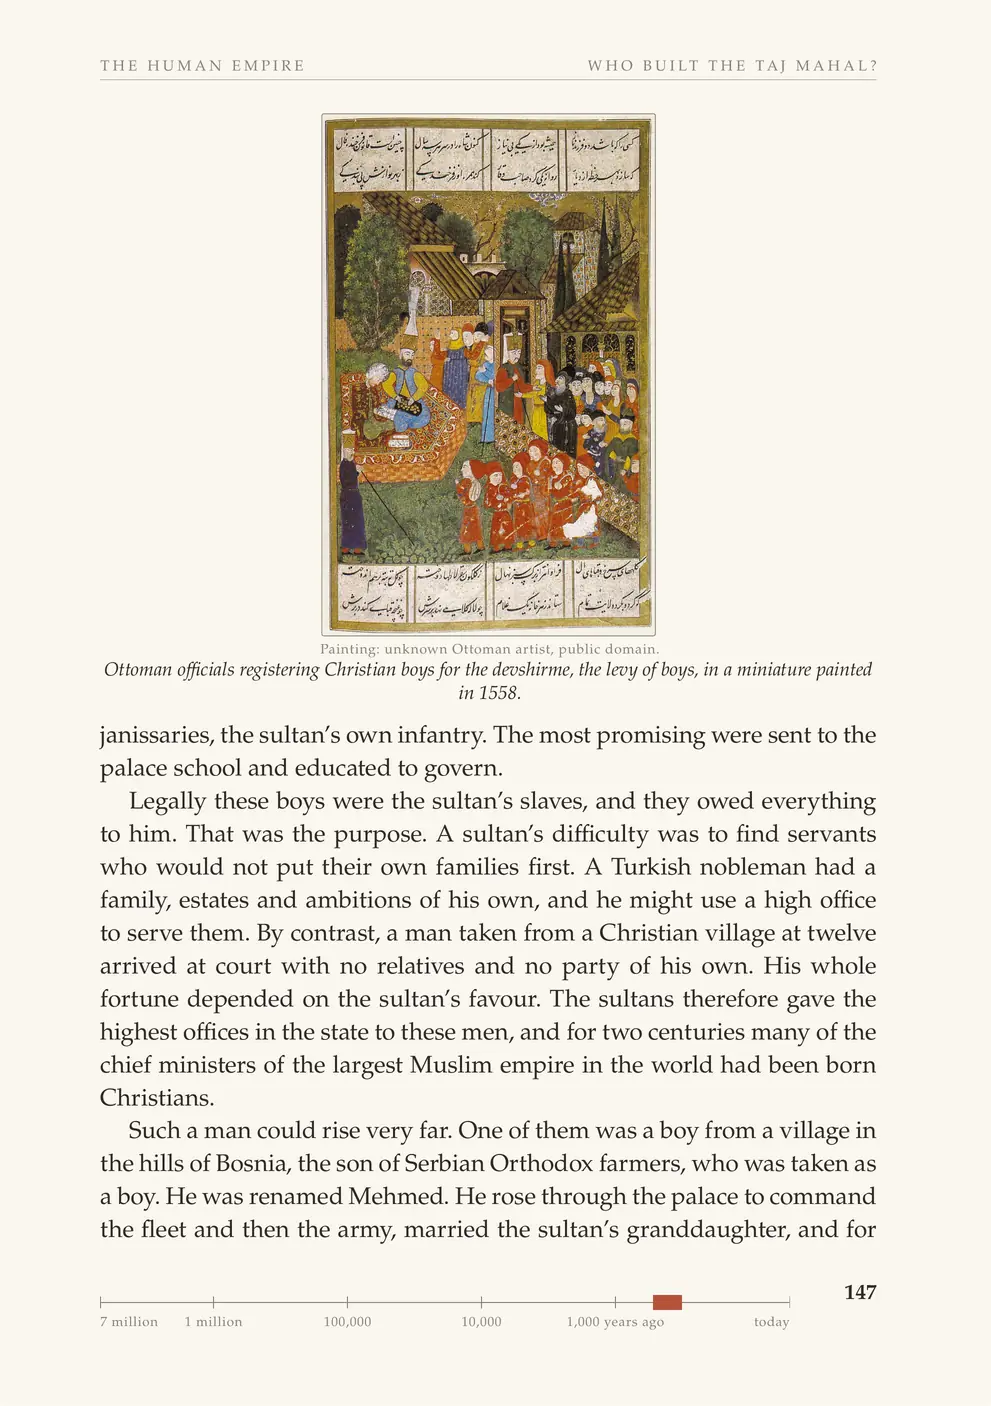 THE HUMAN EMPIRE
WHO BUILT THE TAJ MAHAL?
Painting: unknown Ottoman artist, public domain.
Ottoman officials registering Christian boys for the devshirme, the levy of boys, in a miniature painted
in 1558.
janissaries, the sultan’s own infantry. The most promising were sent to the
palace school and educated to govern.
Legally these boys were the sultan’s slaves, and they owed everything
to him. That was the purpose. A sultan’s difficulty was to find servants
who would not put their own families first. A Turkish nobleman had a
family, estates and ambitions of his own, and he might use a high office
to serve them. By contrast, a man taken from a Christian village at twelve
arrived at court with no relatives and no party of his own. His whole
fortune depended on the sultan’s favour. The sultans therefore gave the
highest offices in the state to these men, and for two centuries many of the
chief ministers of the largest Muslim empire in the world had been born
Christians.
Such a man could rise very far. One of them was a boy from a village in
the hills of Bosnia, the son of Serbian Orthodox farmers, who was taken as
a boy. He was renamed Mehmed. He rose through the palace to command
the fleet and then the army, married the sultan’s granddaughter, and for
147
7 million
1 million
100,000
10,000
1,000 years ago
today